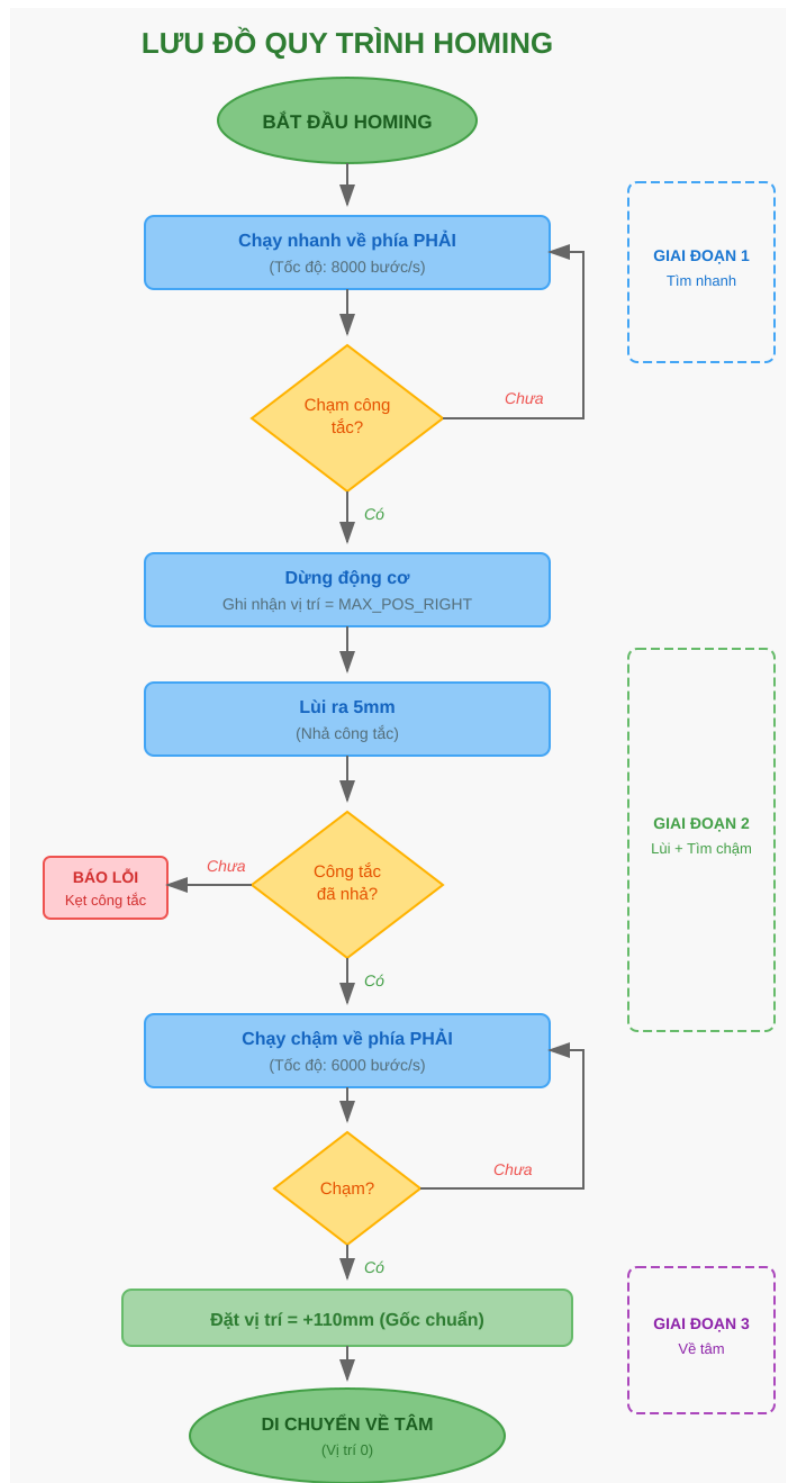 LƯU ĐỒ QUY TRÌNH HOMING
BẮT ĐẦU HOMING
Chạy nhanh về phía PHẢI
(Tốc độ: 8000 bước/s)
GIAI ĐOẠN 1
Tìm nhanh
Chạm công
tắc?
Chưa
Có
Dừng động cơ
Ghi nhận vị trí = MAX_POS_RIGHT
Lùi ra 5mm
(Nhả công tắc)
GIAI ĐOẠN 2
Lùi + Tìm chậm
Công tắc
đã nhả?
Chưa
BÁO LỖI
Kẹt công tắc
Có
Chạy chậm về phía PHẢI
(Tốc độ: 6000 bước/s)
Chạm?
Chưa
Có
Đặt vị trí = +110mm (Gốc chuẩn)
GIAI ĐOẠN 3
Về tâm
DI CHUYỂN VỀ TÂM
(Vị trí 0)